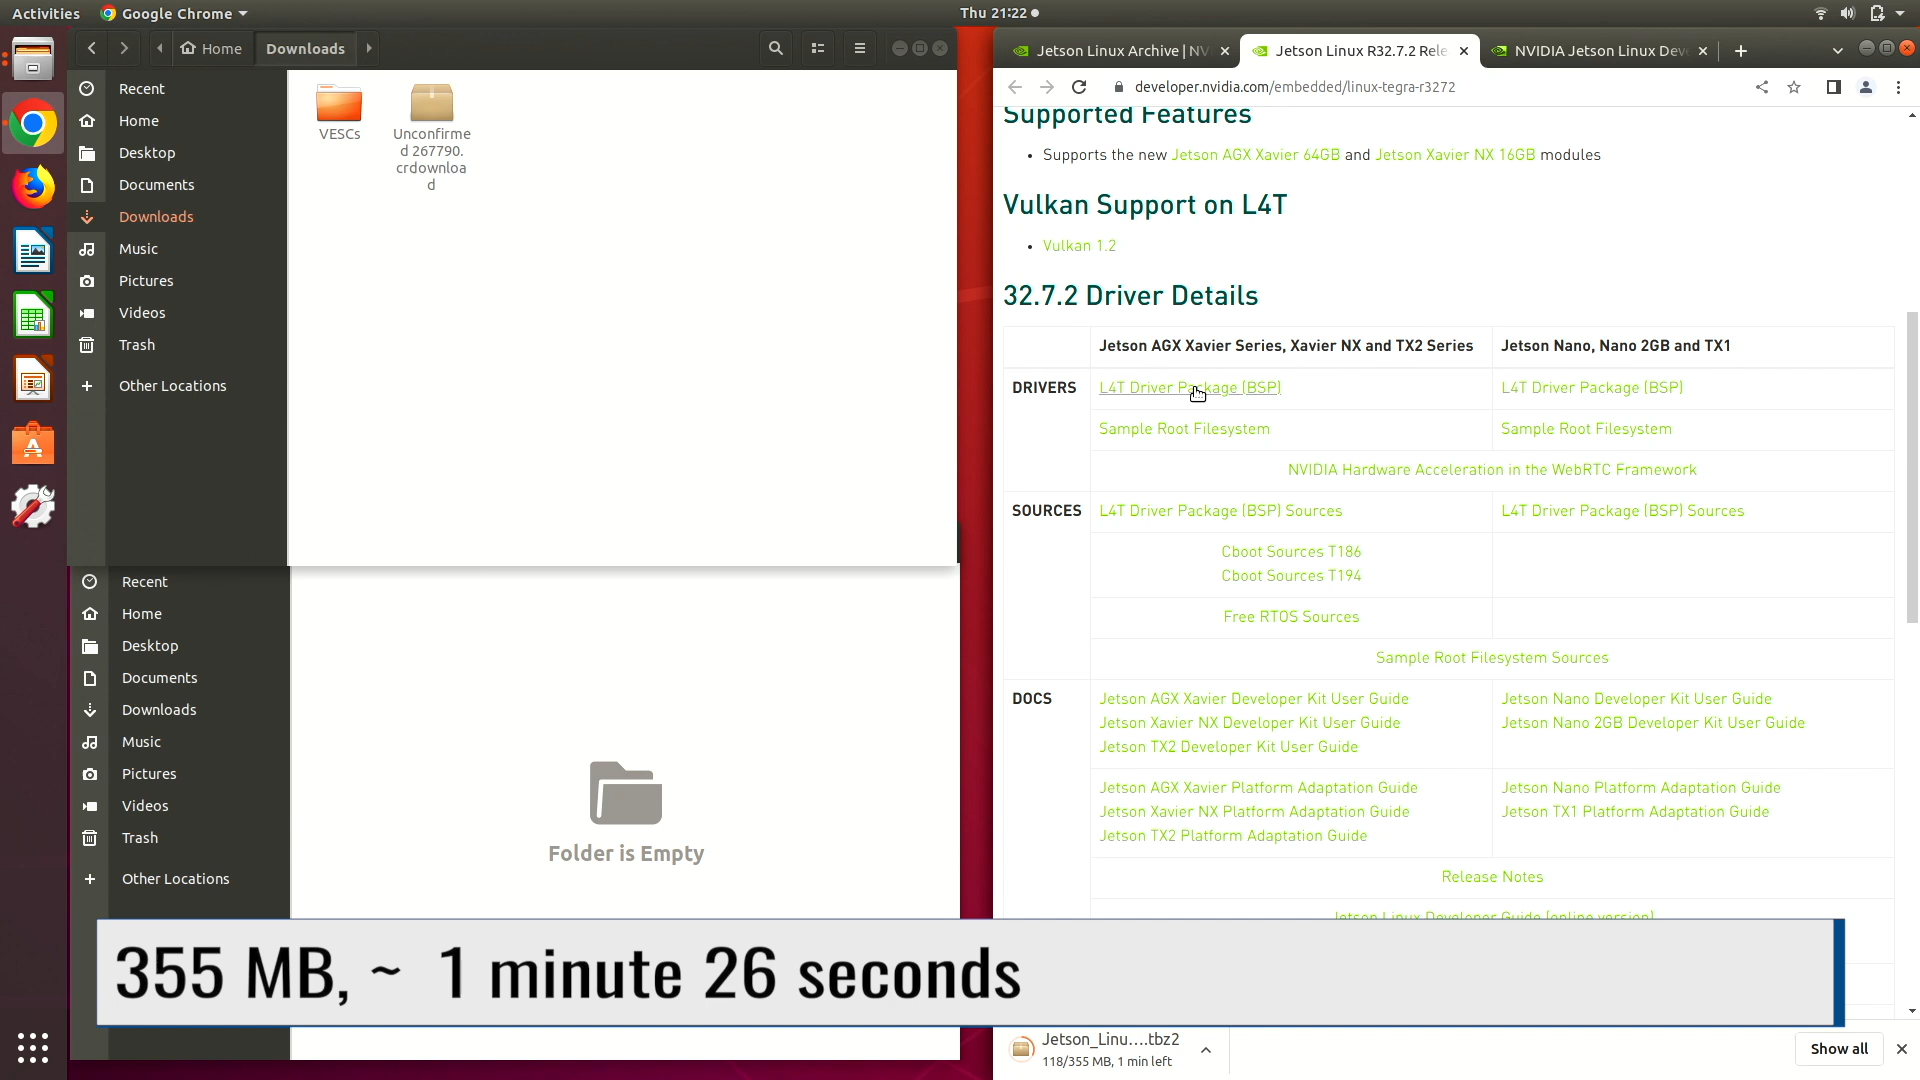 Activities
Google Chrome
Thu 21:22
Home
Downloads
Recent
Home
Desktop
Documents
Downloads
Music
Pictures
Videos
Trash
+ Other Locations
VESCs
Unconfirme
d 267790.
crdownloa
d
Recent
Home
Desktop
Documents
Downloads
Music
Pictures
Videos
Trash
+ Other Locations
Folder is Empty
Jetson Linux Archive | NV
Jetson Linux R32.7.2 Rele
NVIDIA Jetson Linux Dev
developer.nvidia.com/embedded/linux-tegra-r3272
Supported Features
• Supports the new Jetson AGX Xavier 64GB and Jetson Xavier NX 16GB modules
Vulkan Support on L4T
• Vulkan 1.2
32.7.2 Driver Details
Jetson AGX Xavier Series, Xavier NX and TX2 Series
Jetson Nano, Nano 2GB and TX1
DRIVERS
L4T Driver Package (BSP)
L4T Driver Package (BSP)
Sample Root Filesystem
Sample Root Filesystem
NVIDIA Hardware Acceleration in the WebRTC Framework
SOURCES
L4T Driver Package (BSP) Sources
L4T Driver Package (BSP) Sources
Cboot Sources T186
Cboot Sources T194
Free RTOS Sources
Sample Root Filesystem Sources
DOCS
Jetson AGX Xavier Developer Kit User Guide
Jetson Xavier NX Developer Kit User Guide
Jetson TX2 Developer Kit User Guide
Jetson Nano Developer Kit User Guide
Jetson Nano 2GB Developer Kit User Guide
Jetson AGX Xavier Platform Adaptation Guide
Jetson Xavier NX Platform Adaptation Guide
Jetson TX2 Platform Adaptation Guide
Jetson Nano Platform Adaptation Guide
Jetson TX1 Platform Adaptation Guide
Release Notes
Jetson Linux Developer Guide (online version)
355 MB, ~ 1 minute 26 seconds
Jetson_Linu....tbz2
118/355 MB, 1 min left
Show all